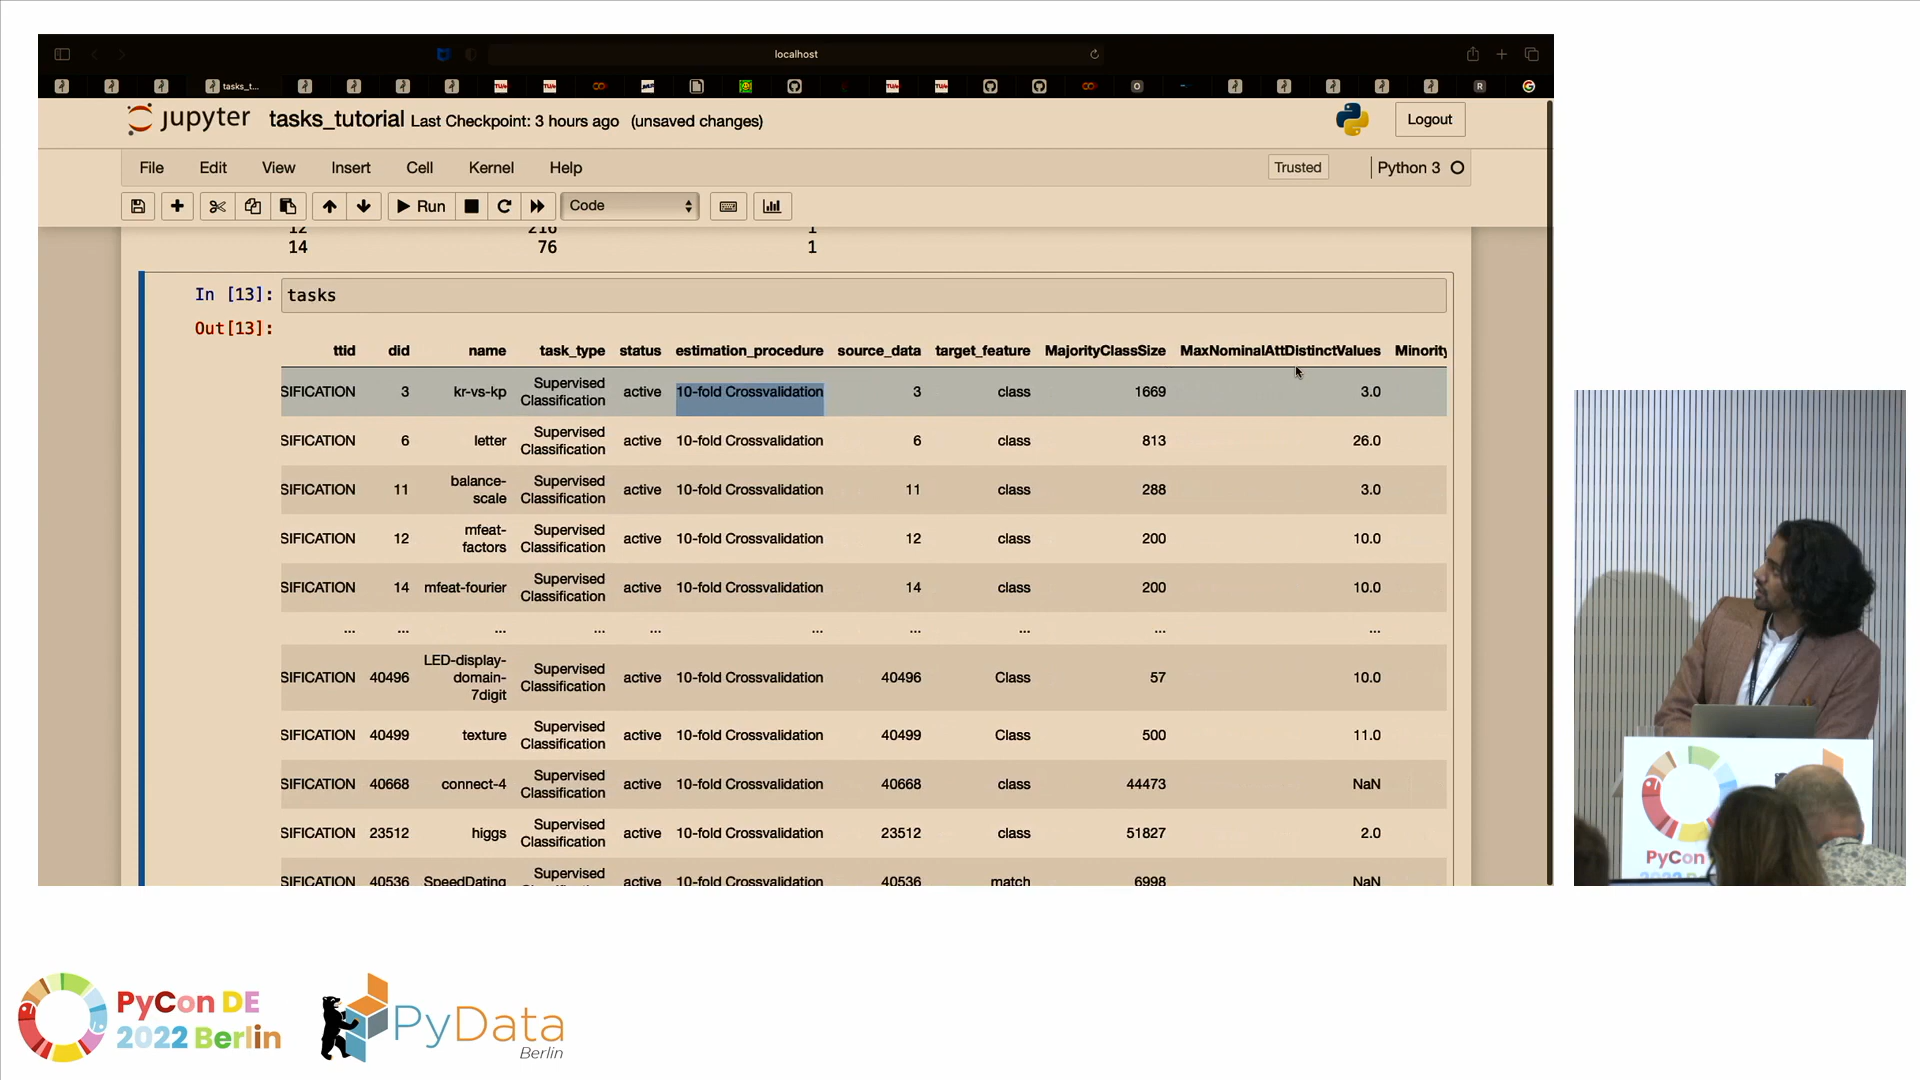 localhost
tasks_t...
jupyter tasks_tutorial Last Checkpoint: 3 hours ago (unsaved changes)
Logout
File Edit View Insert Cell Kernel Help
Trusted Python 3
Run Code
12 216 1
14 76 1
In [13]: tasks
Out[13]:
ttid did name task_type status estimation_procedure source_data target_feature MajorityClassSize MaxNominalAttDistinctValues Minority
SIFICATION 3 kr-vs-kp Supervised Classification active 10-fold Crossvalidation 3 class 1669 3.0
SIFICATION 6 letter Supervised Classification active 10-fold Crossvalidation 6 class 813 26.0
SIFICATION 11 balance-scale Supervised Classification active 10-fold Crossvalidation 11 class 288 3.0
SIFICATION 12 mfeat-factors Supervised Classification active 10-fold Crossvalidation 12 class 200 10.0
SIFICATION 14 mfeat-fourier Supervised Classification active 10-fold Crossvalidation 14 class 200 10.0
... ... ... ... ... ... ... ... ... ...
SIFICATION 40496 LED-display-domain-7digit Supervised Classification active 10-fold Crossvalidation 40496 Class 57 10.0
SIFICATION 40499 texture Supervised Classification active 10-fold Crossvalidation 40499 Class 500 11.0
SIFICATION 40668 connect-4 Supervised Classification active 10-fold Crossvalidation 40668 class 44473 NaN
SIFICATION 23512 higgs Supervised Classification active 10-fold Crossvalidation 23512 class 51827 2.0
SIFICATION 40536 SpeedDating Supervised active 10-fold Crossvalidation 40536 match 6998 NaN
PyCon
PyCon DE
2022 Berlin
PyData
Berlin